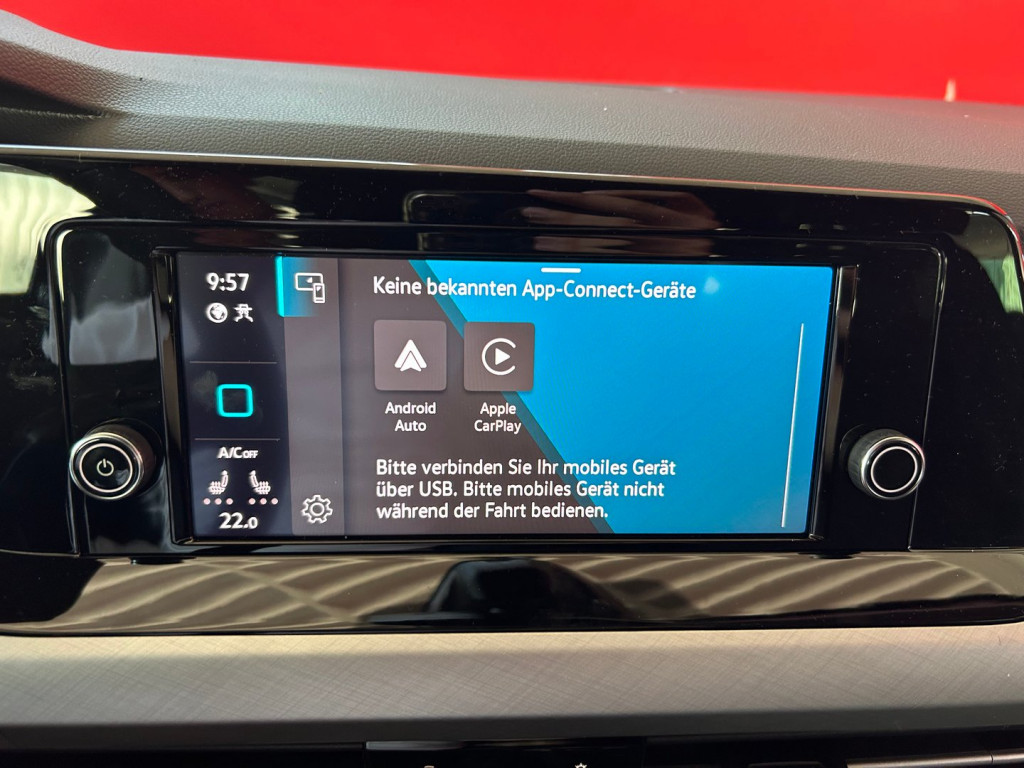 9:57
Keine bekannten App-Connect-Geräte
Android
Auto
Apple
CarPlay
A/C OFF
22.0
Bitte verbinden Sie Ihr mobiles Gerät
über USB. Bitte mobiles Gerät nicht
während der Fahrt bedienen.